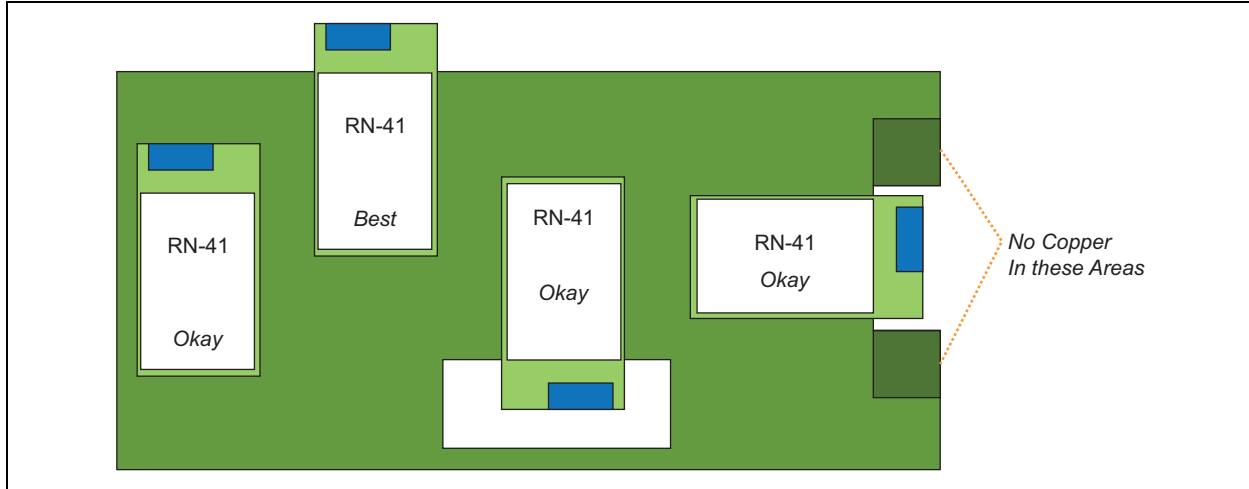 RN-41
Okay
RN-41
Best
RN-41
Okay
RN-41
Okay
No Copper
In these Areas